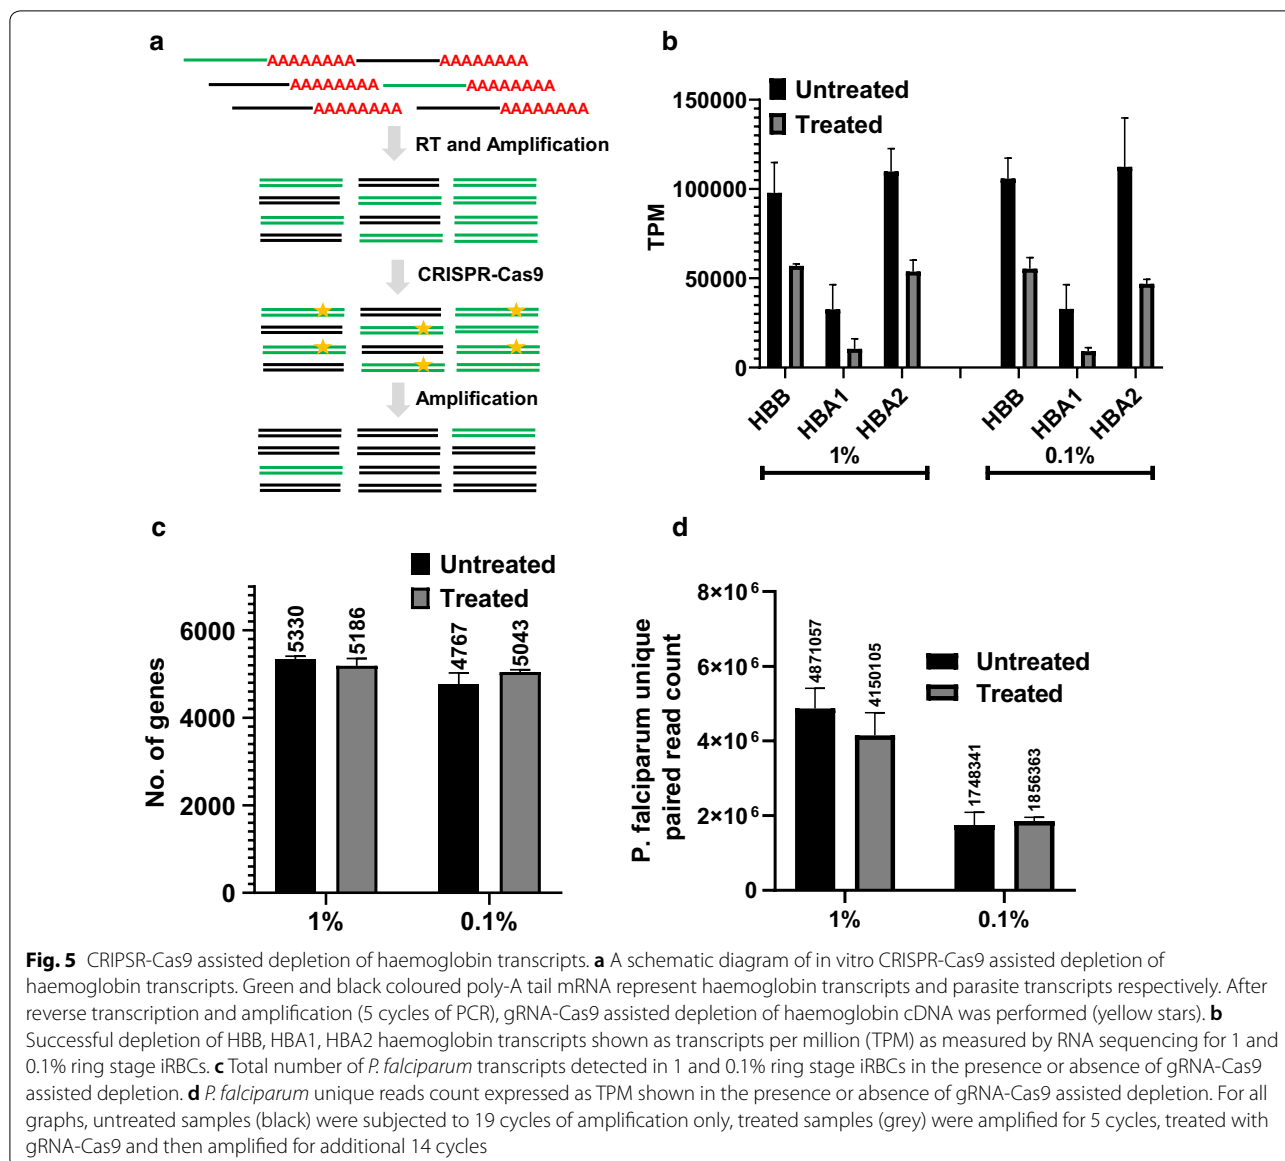 a
AAAAAAAA AAAAAAAA
AAAAAAAA AAAAAAAA
AAAAAAAA AAAAAAAA
RT and Amplification
CRISPR-Cas9
Amplification
b
Untreated
Treated
TPM
150000
100000
50000
0
HBB HBA1 HBA2 HBB HBA1 HBA2
1% 0.1%
c
Untreated
Treated
No. of genes
6000
4000
2000
0
5330 5186 4767 5043
1% 0.1%
d
Untreated
Treated
P. falciparum unique
paired read count
8×10⁶
6×10⁶
4×10⁶
2×10⁶
0
4871057 4150105 1748341 1856363
1% 0.1%
Fig. 5 CRIPSR-Cas9 assisted depletion of haemoglobin transcripts. a A schematic diagram of in vitro CRISPR-Cas9 assisted depletion of
haemoglobin transcripts. Green and black coloured poly-A tail mRNA represent haemoglobin transcripts and parasite transcripts respectively. After
reverse transcription and amplification (5 cycles of PCR), gRNA-Cas9 assisted depletion of haemoglobin cDNA was performed (yellow stars). b
Successful depletion of HBB, HBA1, HBA2 haemoglobin transcripts shown as transcripts per million (TPM) as measured by RNA sequencing for 1 and
0.1% ring stage iRBCs. c Total number of P. falciparum transcripts detected in 1 and 0.1% ring stage iRBCs in the presence or absence of gRNA-Cas9
assisted depletion. d P. falciparum unique reads count expressed as TPM shown in the presence or absence of gRNA-Cas9 assisted depletion. For all
graphs, untreated samples (black) were subjected to 19 cycles of amplification only, treated samples (grey) were amplified for 5 cycles, treated with
gRNA-Cas9 and then amplified for additional 14 cycles